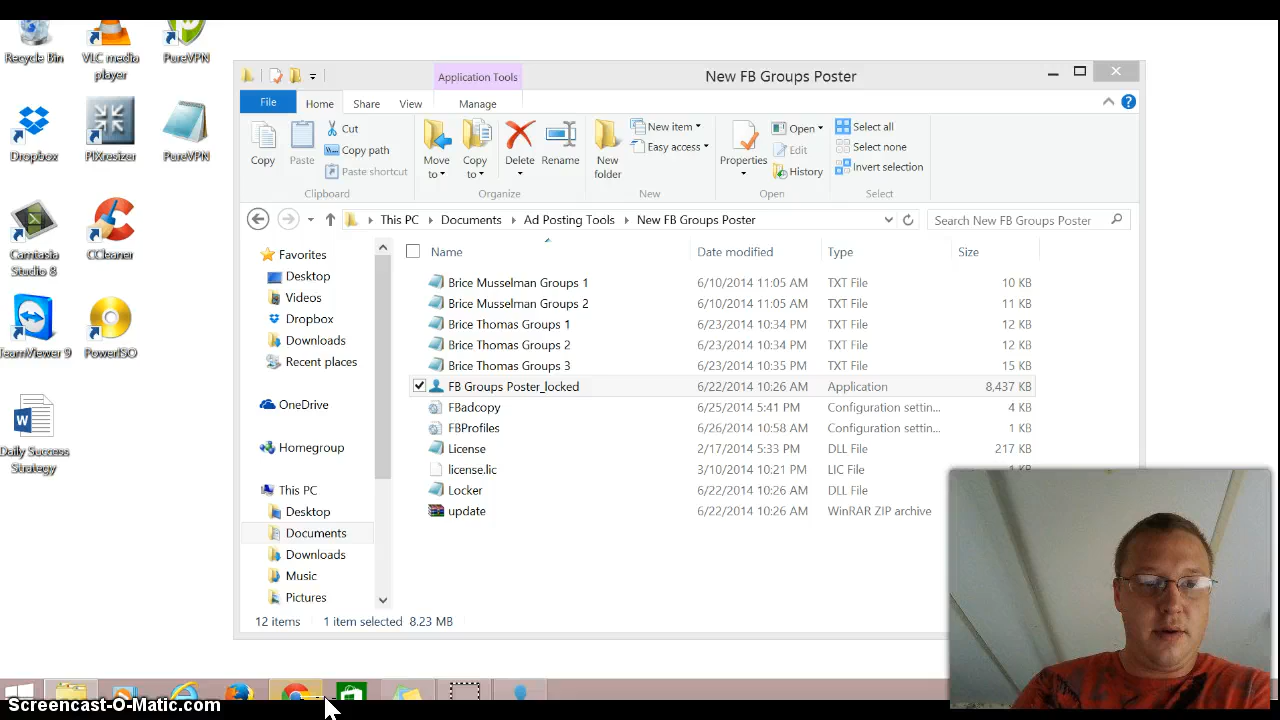 Recycle Bin
VLC media player
PureVPN
Dropbox
PIXresizer
PureVPN
Camtasia Studio 8
CCleaner
TeamViewer 9
PowerISO
Daily Success Strategy
Application Tools
New FB Groups Poster
File
Home
Share
View
Manage
Copy
Paste
Cut
Copy path
Paste shortcut
Clipboard
Move to
Copy to
Delete
Rename
Organize
New folder
New item
Easy access
New
Properties
Open
Edit
History
Open
Select all
Select none
Invert selection
Select
This PC
Documents
Ad Posting Tools
New FB Groups Poster
Search New FB Groups Poster
Favorites
Desktop
Videos
Dropbox
Downloads
Recent places
OneDrive
Homegroup
This PC
Desktop
Documents
Downloads
Music
Pictures
Name Date modified Type Size
Brice Musselman Groups 1 6/10/2014 11:05 AM TXT File 10 KB
Brice Musselman Groups 2 6/10/2014 11:05 AM TXT File 11 KB
Brice Thomas Groups 1 6/23/2014 10:34 PM TXT File 12 KB
Brice Thomas Groups 2 6/23/2014 10:34 PM TXT File 12 KB
Brice Thomas Groups 3 6/23/2014 10:35 PM TXT File 15 KB
FB Groups Poster_locked 6/22/2014 10:26 AM Application 8,437 KB
FBadcopy 6/25/2014 5:41 PM Configuration settin... 4 KB
FBProfiles 6/26/2014 10:58 AM Configuration settin... 1 KB
License 2/17/2014 5:33 PM DLL File 217 KB
license.lic 3/10/2014 10:21 PM LIC File 1 KB
Locker 6/22/2014 10:26 AM DLL File
update 6/22/2014 10:26 AM WinRAR ZIP archive
12 items 1 item selected 8.23 MB
Screencast-O-Matic.com